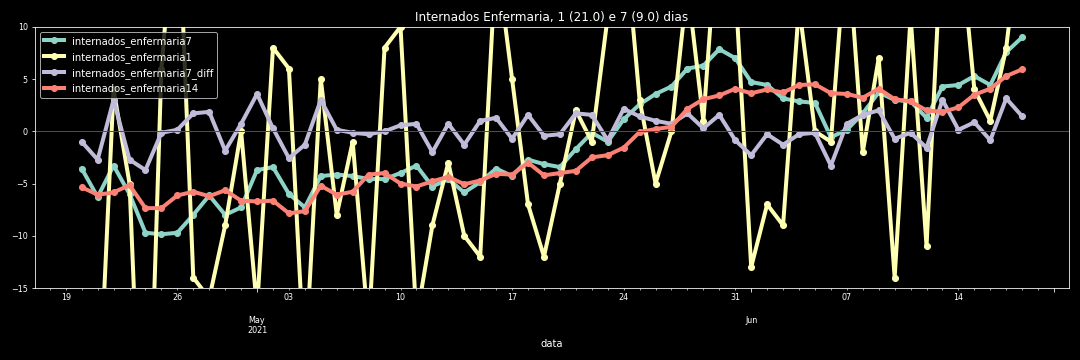 Internados Enfermaria, 1 (21.0) e 7 (9.0) dias
internados_enfermaria7
internados_enfermaria1
internados_enfermaria7_diff
internados_enfermaria14
10
5
0
−5
−10
−15
19 26 03 10 17 24 31 07 14
May Jun
2021
data